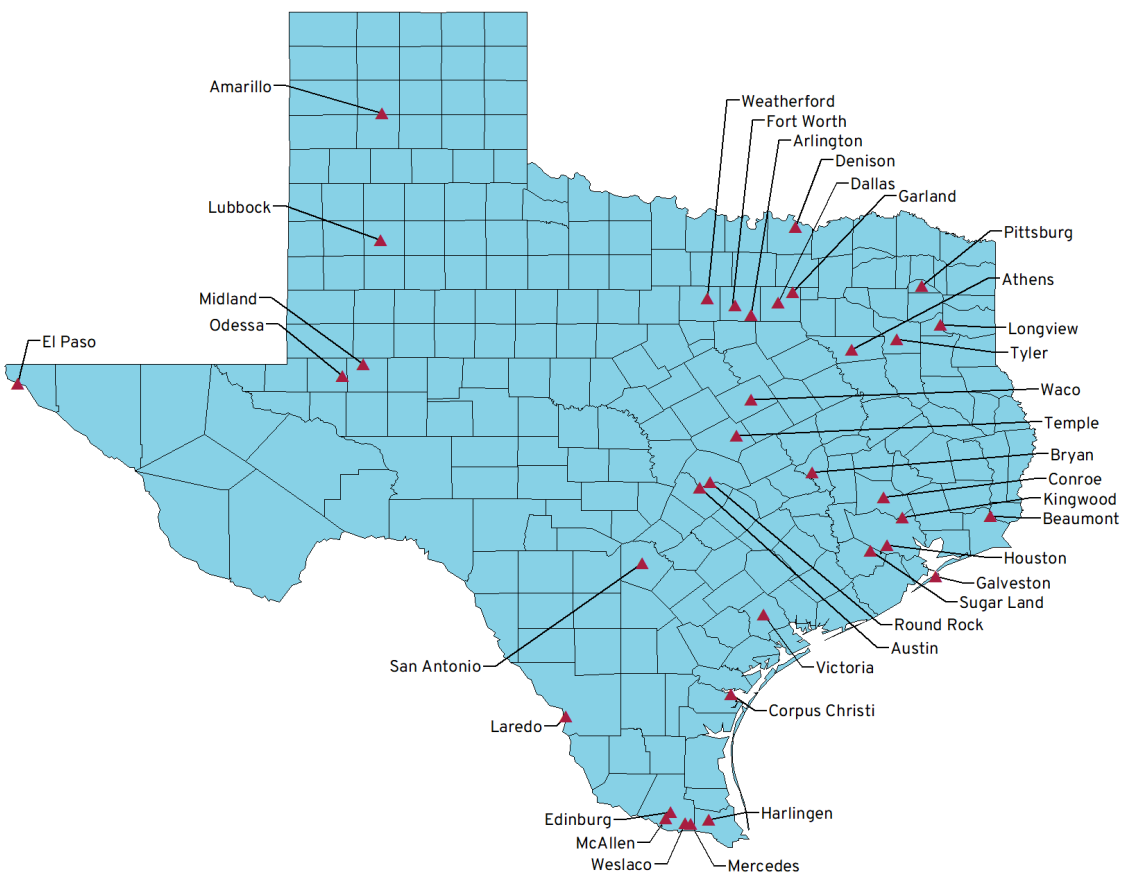 Amarillo
Weatherford
Fort Worth
Arlington
Denison
Dallas
Garland
Lubbock
Pittsburg
Athens
Midland
Odessa
Longview
El Paso
Tyler
Waco
Temple
Bryan
Conroe
Kingwood
Beaumont
Houston
Galveston
Sugar Land
Round Rock
Austin
San Antonio
Victoria
Corpus Christi
Laredo
Edinburg
Harlingen
McAllen
Weslaco
Mercedes